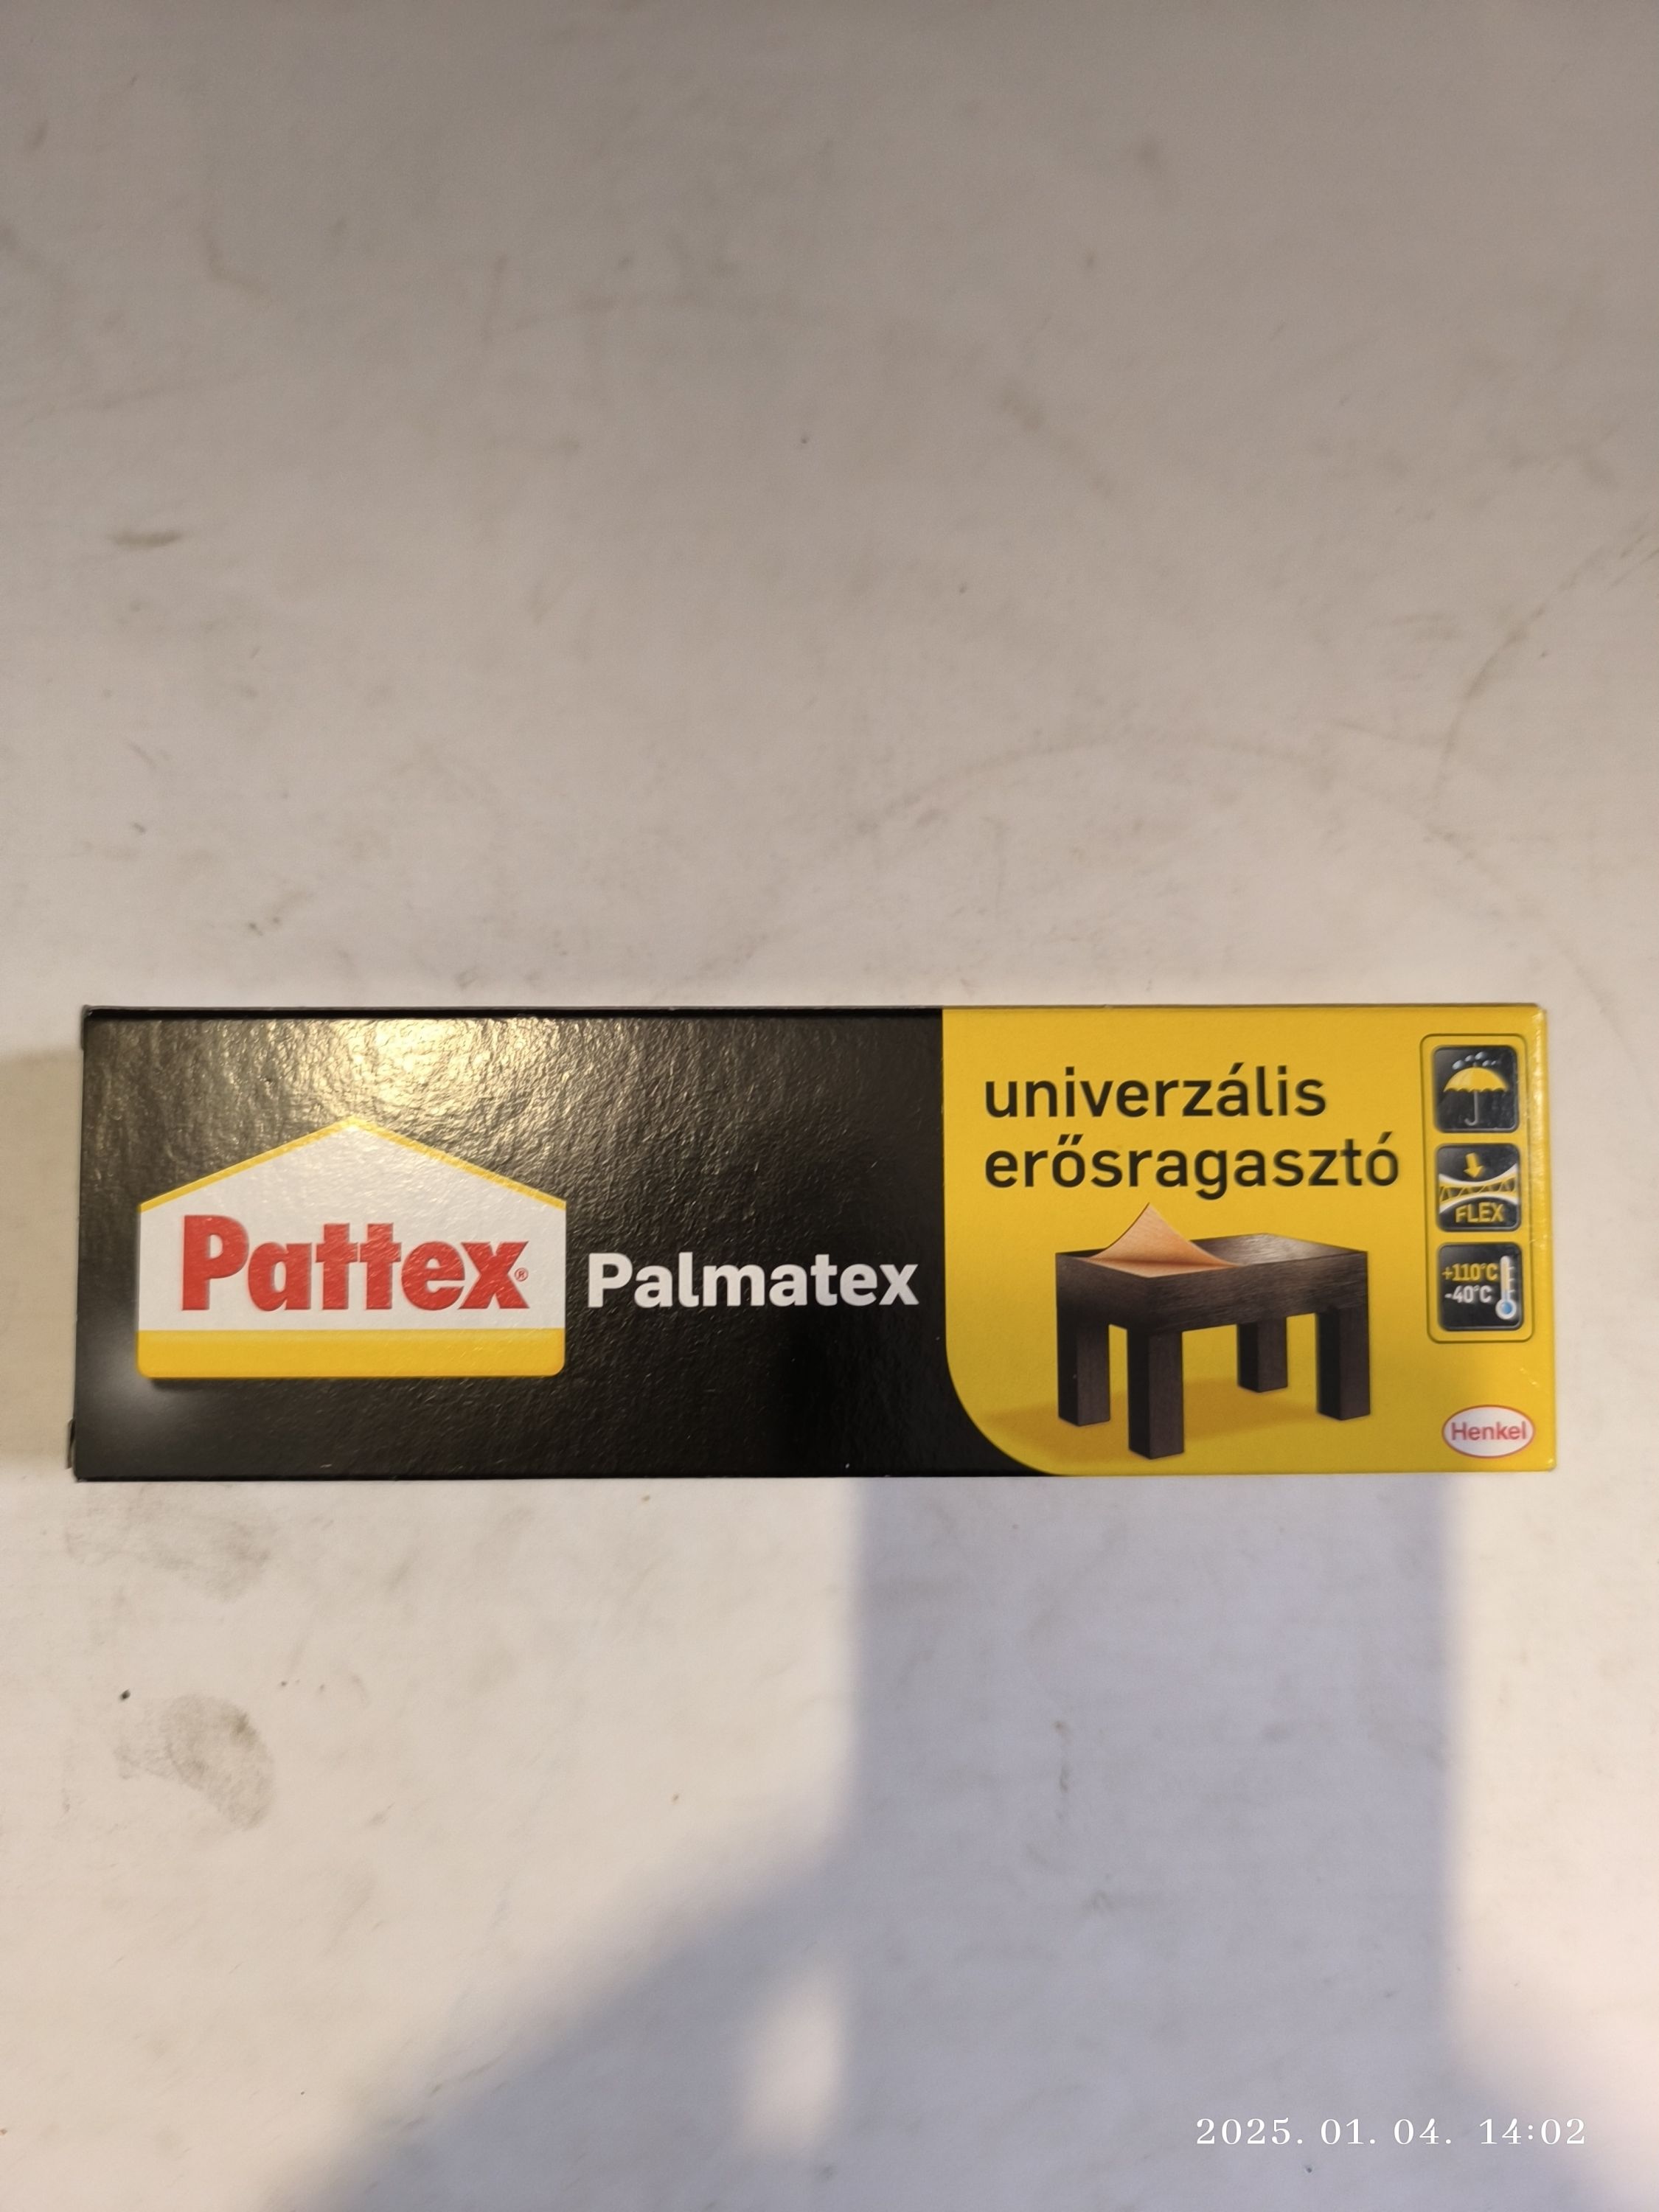 Pattex®
Palmatex
univerzális
erősragasztó
FLEX
+110°C
-40°C
Henkel
2025. 01. 04. 14:02